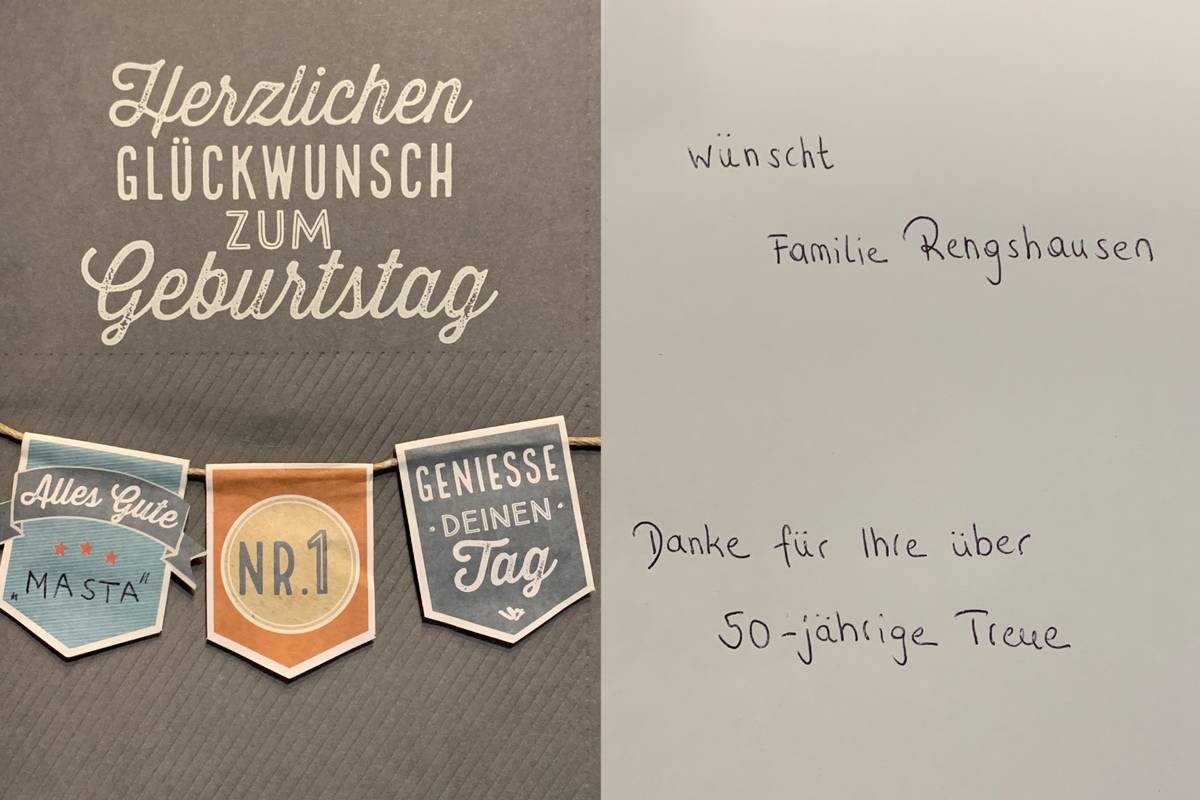 Herzlichen
GLÜCKWUNSCH
ZUM
Geburtstag
Alles Gute
„MASTA"
NR.1
GENIESSE
·DEINEN·
Tag
wünscht
Familie Rengshausen
Danke für Ihre über
50-jährige Treue